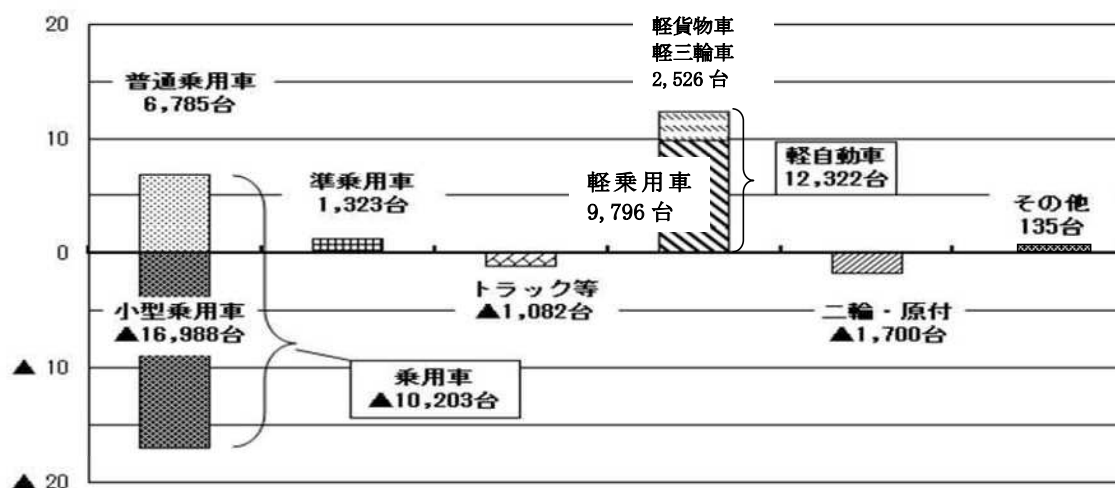 20
軽貨物車
軽三輪車
2,526 台
普通乗用車
6,785台
10
軽自動車
12,322台
準乗用車
1,323台
軽乗用車
9,796 台
その他
135台
0
トラック等
▲1,082台
小型乗用車
▲16,988台
二輪・原付
▲1,700台
▲ 10
乗用車
▲10,203台
▲ 20